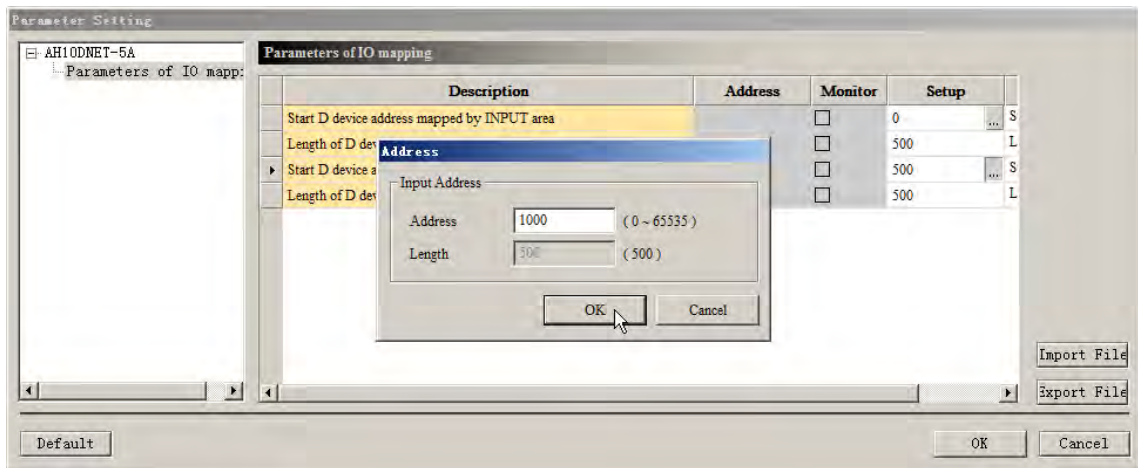 Parameter Setting
AH10DNET-5A
Parameters of IO mapp:
Parameters of IO mapping
Description Address Monitor Setup
Start D device address mapped by INPUT area 0 ... S
Length of D dev 500 L
Start D device a 500 ... S
Length of D dev 500 L
Address
Input Address
Address 1000 ( 0 ~ 65535 )
Length 500 ( 500 )
OK Cancel
Import File
Export File
Default OK Cancel